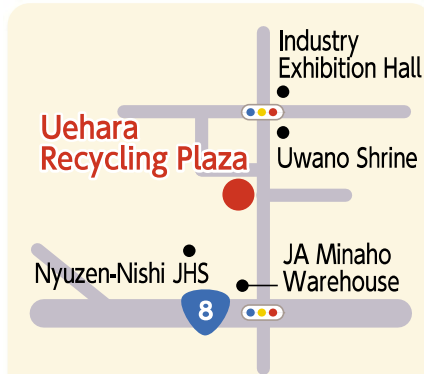 Industry
Exhibition Hall
Uehara
Recycling Plaza
Uwano Shrine
Nyuzen-Nishi JHS
JA Minaho
Warehouse
8